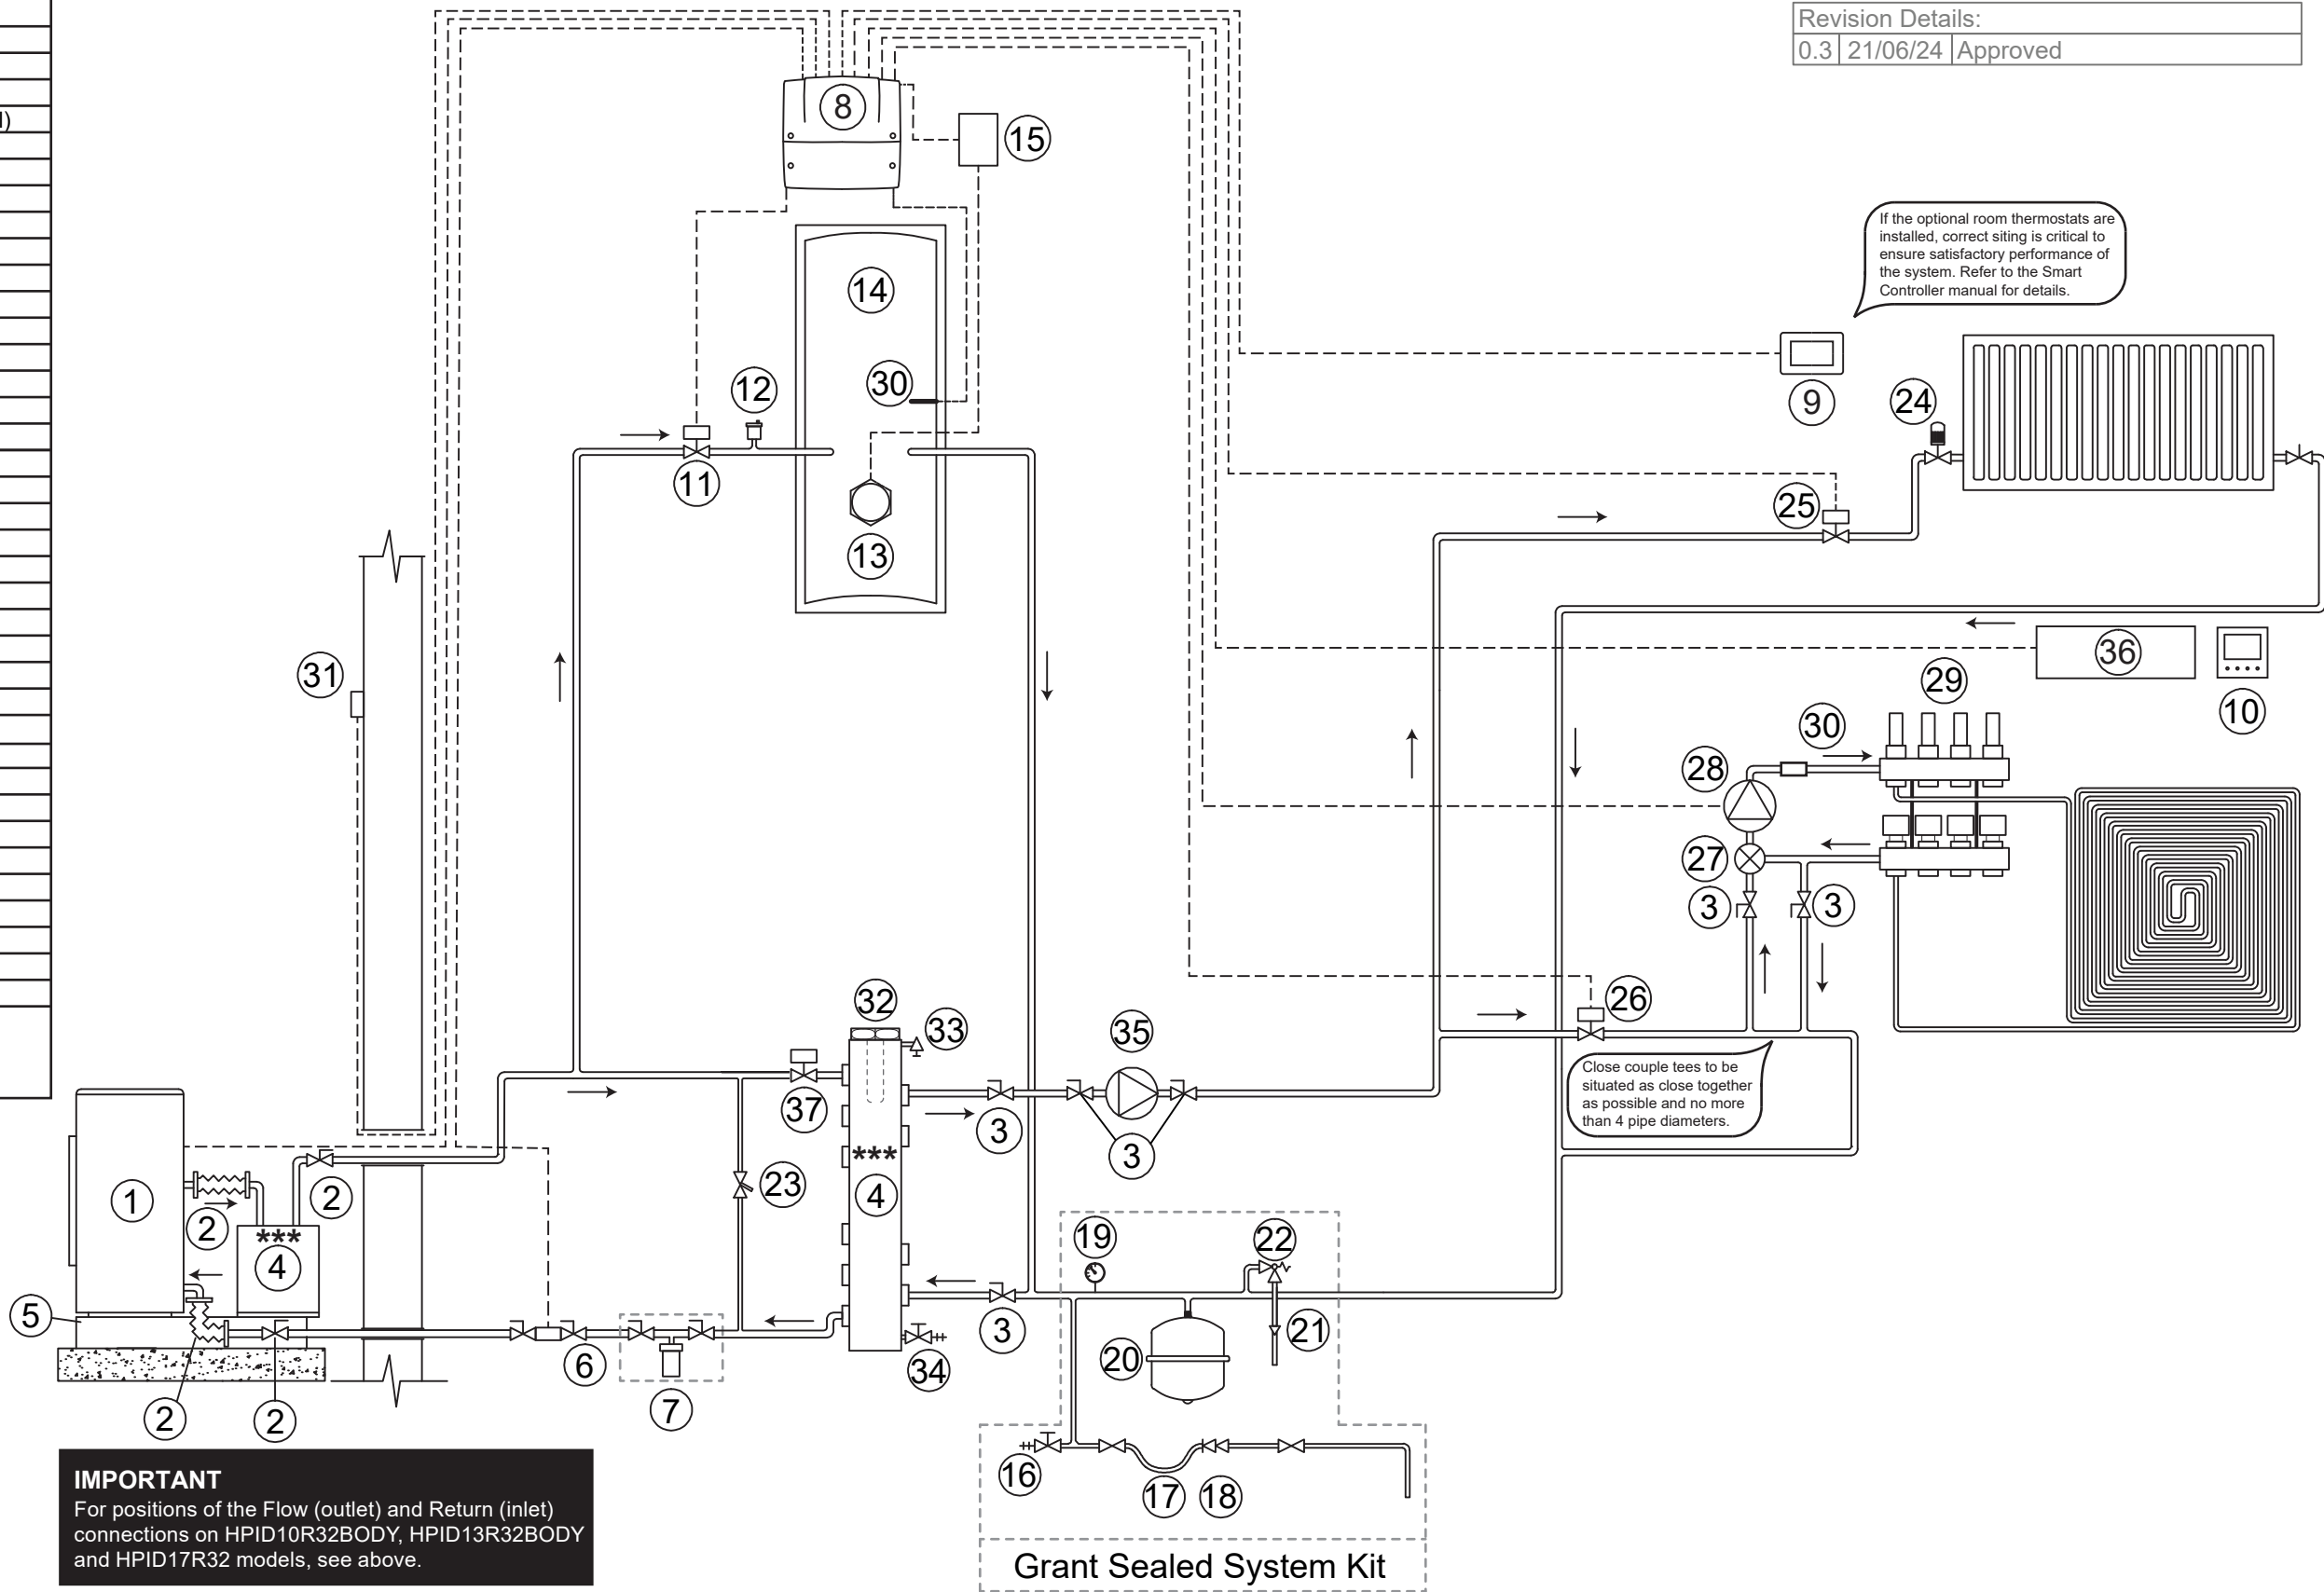 Revision Details:
0.3 21/06/24 Approved
l)
8
15
If the optional room thermostats are
installed, correct siting is critical to
ensure satisfactory performance of
the system. Refer to the Smart
Controller manual for details.
14
12
30
9
24
11
25
13
31
36
29
10
30
28
27
3
3
32
33
35
26
Close couple tees to be
situated as close together
as possible and no more
than 4 pipe diameters.
37
3
3
***
1
2
2
23
4
***
4
19
22
5
6
3
21
20
34
7
2
2
16
17
18
IMPORTANT
For positions of the Flow (outlet) and Return (inlet)
connections on HPID10R32BODY, HPID13R32BODY
and HPID17R32 models, see above.
Grant Sealed System Kit